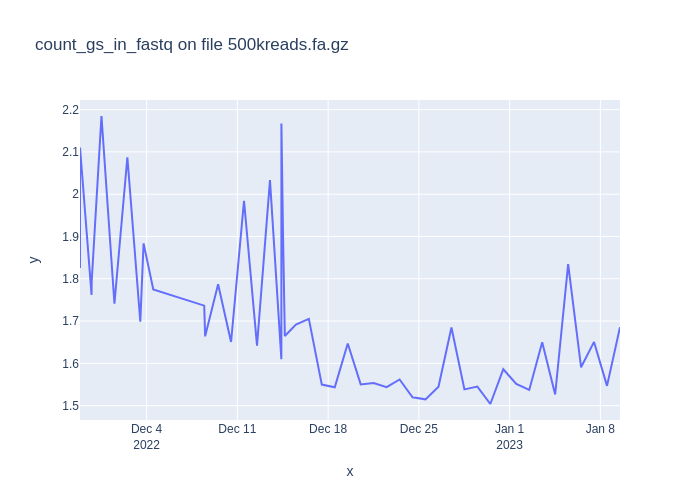 count_gs_in_fastq on file 500kreads.fa.gz
2.2
2.1
2
1.9
1.8
1.7
1.6
1.5
y
Dec 4
2022
Dec 11
Dec 18
Dec 25
Jan 1
2023
Jan 8
x